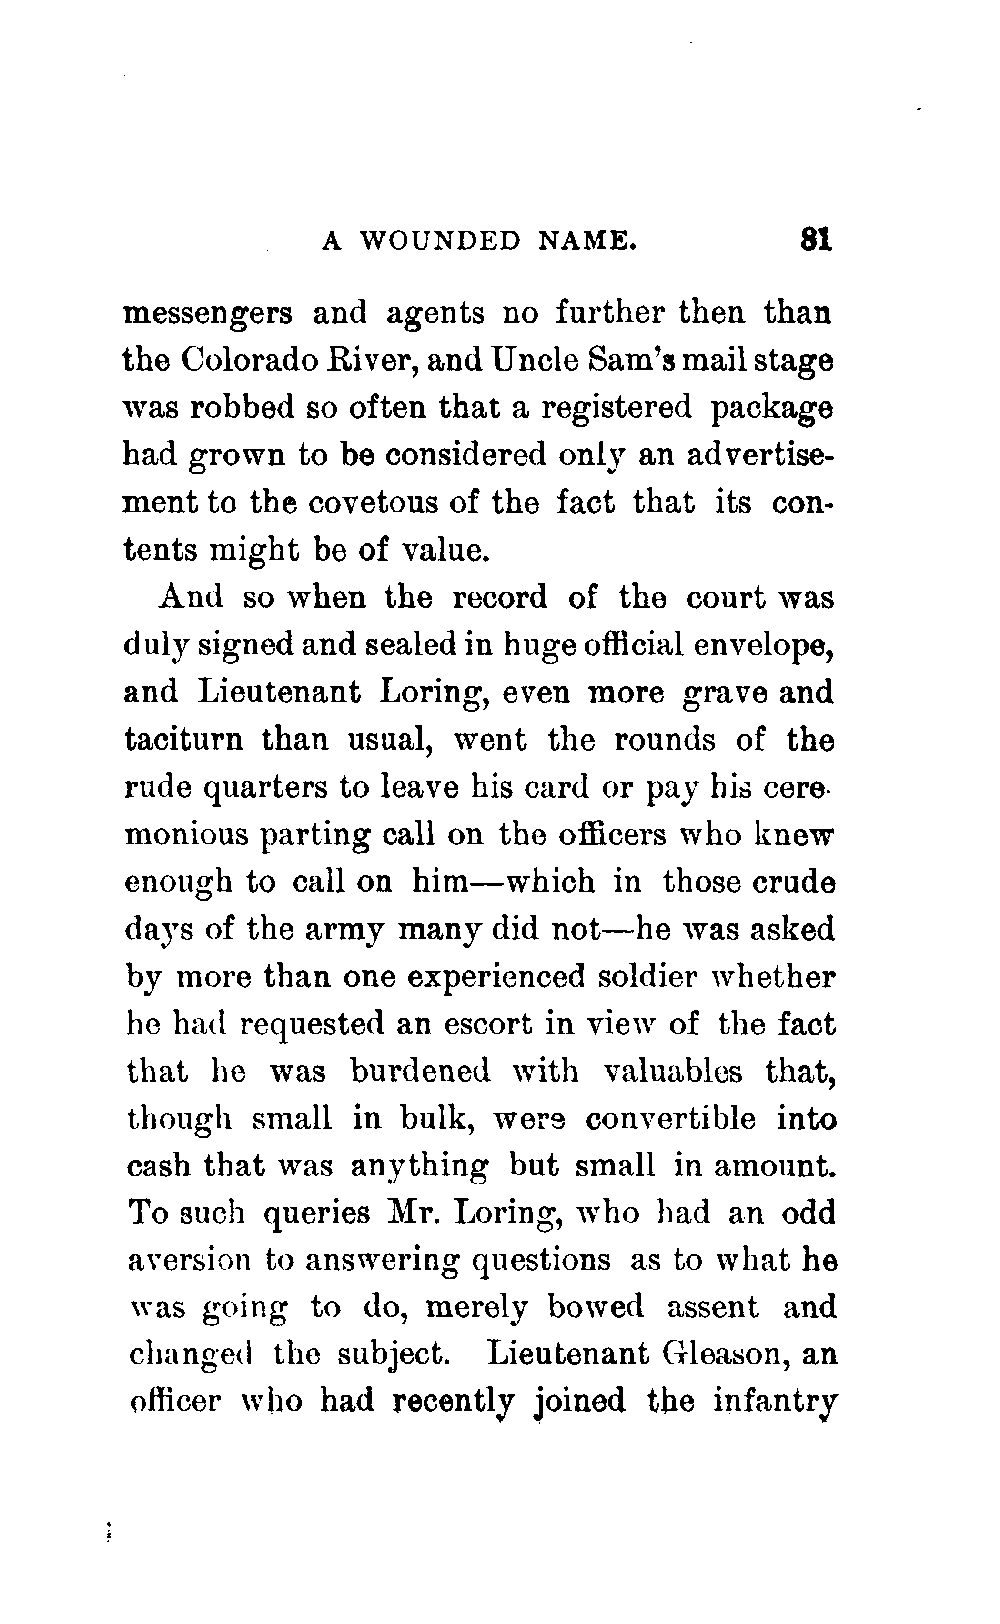 A WOUNDED NAME. 81
messengers and agents no further then than
the Colorado River, and Uncle Sam's mail stage
was robbed so often that a registered package
had grown to be considered only an advertise-
ment to the covetous of the fact that its con-
tents might be of value.
And so when the record of the court was
duly signed and sealed in huge official envelope,
and Lieutenant Loring, even more grave and
taciturn than usual, went the rounds of the
rude quarters to leave his card or pay his cere-
monious parting call on the officers who knew
enough to call on him—which in those crude
days of the army many did not—he was asked
by more than one experienced soldier whether
he had requested an escort in view of the fact
that he was burdened with valuables that,
though small in bulk, were convertible into
cash that was anything but small in amount.
To such queries Mr. Loring, who had an odd
aversion to answering questions as to what he
was going to do, merely bowed assent and
changed the subject. Lieutenant Gleason, an
officer who had recently joined the infantry